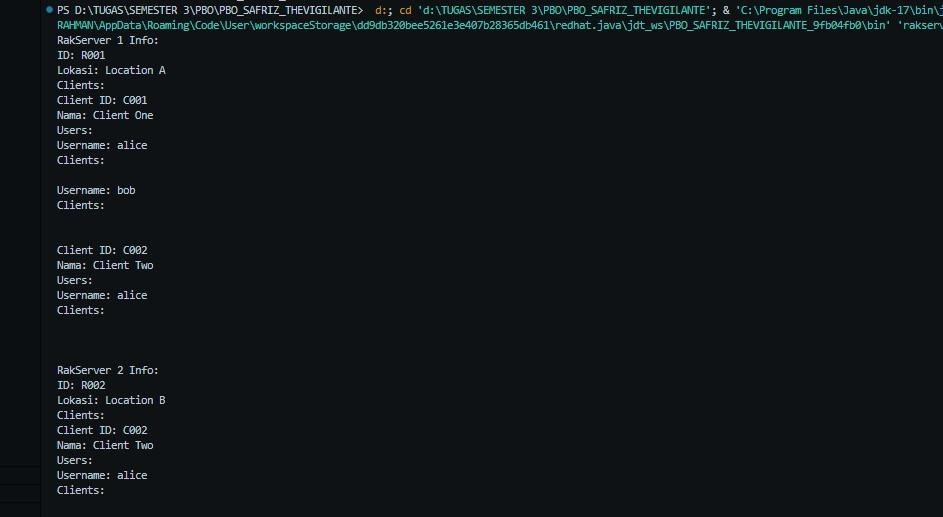 PS D:\TUGAS\SEMESTER 3\PBO\PBO_SAFRIZ_THEVIGILANTE> d:; cd 'd:\TUGAS\SEMESTER 3\PBO\PBO_SAFRIZ_THEVIGILANTE'; & 'C:\Program Files\Java\jdk-17\bin\j
RAHMAN\AppData\Roaming\Code\User\workspaceStorage\dd9db320bee5261e3e407b28365db461\redhat.java\jdt_ws\PBO_SAFRIZ_THEVIGILANTE_9fb04fb0\bin' 'rakserv
RakServer 1 Info:
ID: R001
Lokasi: Location A
Clients:
Client ID: C001
Nama: Client One
Users:
Username: alice
Clients:
Username: bob
Clients:
Client ID: C002
Nama: Client Two
Users:
Username: alice
Clients:
RakServer 2 Info:
ID: R002
Lokasi: Location B
Clients:
Client ID: C002
Nama: Client Two
Users:
Username: alice
Clients: